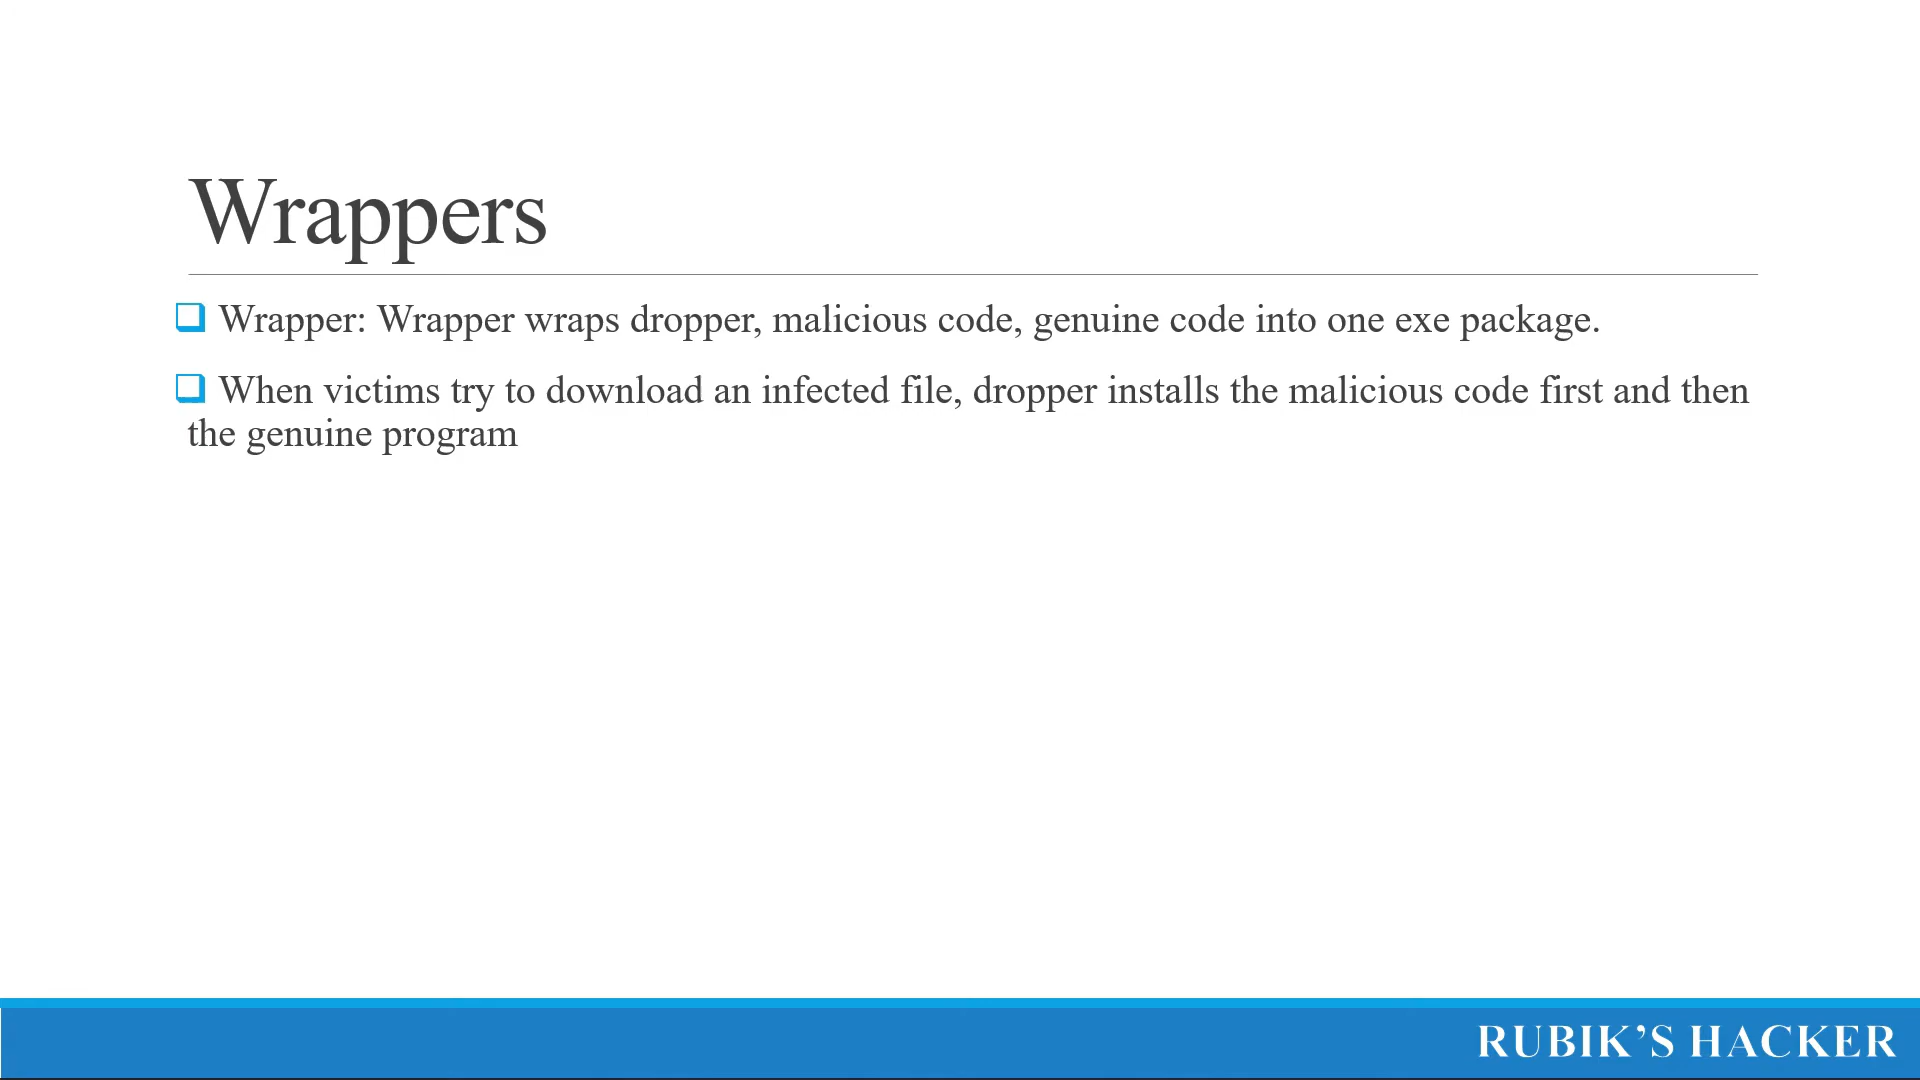 Wrappers
Wrapper: Wrapper wraps dropper, malicious code, genuine code into one exe package.
When victims try to download an infected file, dropper installs the malicious code first and then
the genuine program
RUBIK’S HACKER